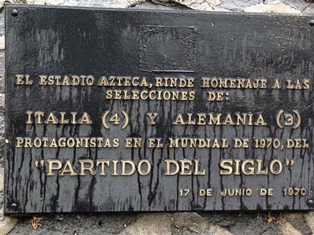 EL ESTADIO AZTECA, RINDE HOMENAJE A LAS
SELECCIONES DE:
ITALIA (4) Y ALEMANIA (3)
PROTAGONISTAS EN EL MUNDIAL DE 1970, DEL
"PARTIDO DEL SIGLO"
17 DE JUNIO DE 1970